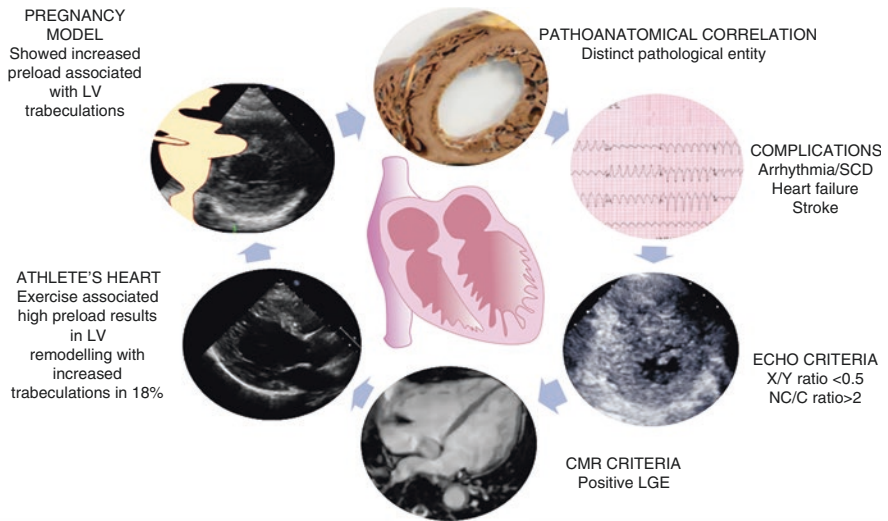 PREGNANCY
MODEL
Showed increased
preload associated
with LV
trabeculations
PATHOANATOMICAL CORRELATION
Distinct pathological entity
COMPLICATIONS
Arrhythmia/SCD
Heart failure
Stroke
ECHO CRITERIA
X/Y ratio <0.5
NC/C ratio>2
CMR CRITERIA
Positive LGE
ATHLETE'S HEART
Exercise associated
high preload results
in LV
remodelling with
increased
trabeculations in 18%